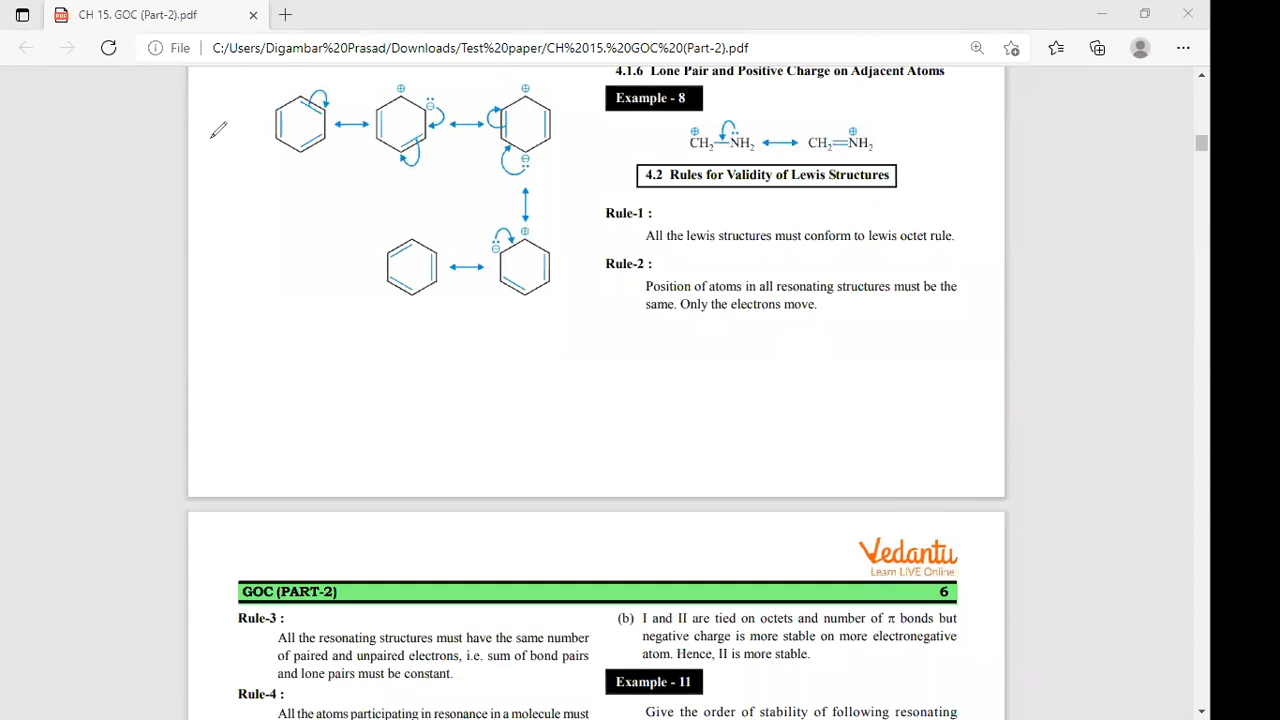 CH 15. GOC (Part-2).pdf
File
C:/Users/Digambar%20Prasad/Downloads/Test%20paper/CH%2015.%20GOC%20(Part-2).pdf
4.1.6 Lone Pair and Positive Charge on Adjacent Atoms
Example - 8
⊕CH₂—N̈H₂ ⟷ CH₂=⊕NH₂
4.2 Rules for Validity of Lewis Structures
Rule-1 :
All the lewis structures must conform to lewis octet rule.
Rule-2 :
Position of atoms in all resonating structures must be the
same. Only the electrons move.
Vedantu
Learn LIVE Online
GOC (PART-2) 6
Rule-3 :
All the resonating structures must have the same number
of paired and unpaired electrons, i.e. sum of bond pairs
and lone pairs must be constant.
Rule-4 :
All the atoms participating in resonance in a molecule must
(b) I and II are tied on octets and number of π bonds but
negative charge is more stable on more electronegative
atom. Hence, II is more stable.
Example - 11
Give the order of stability of following resonating